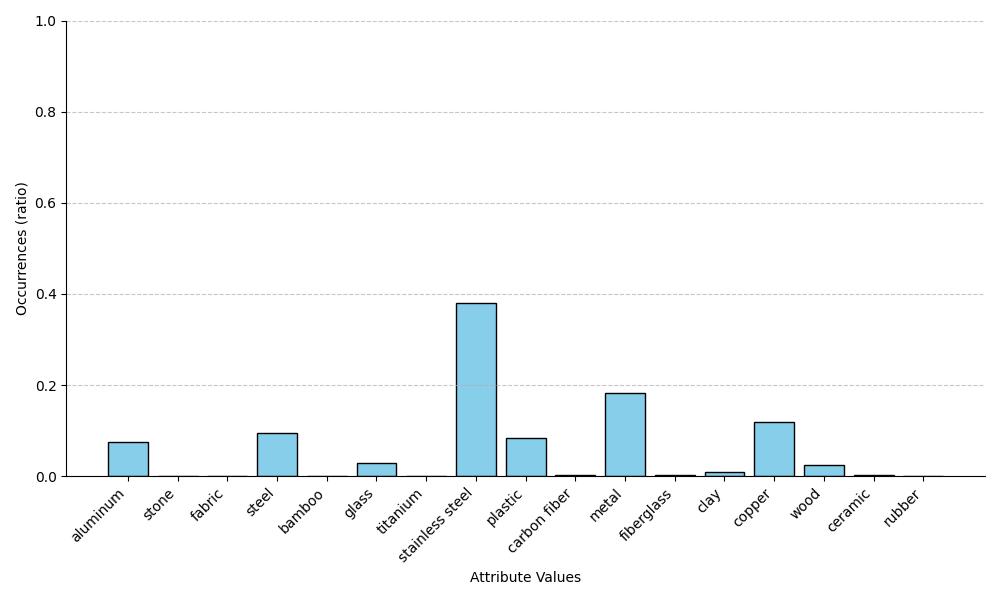 1.0
0.8
0.6
0.4
0.2
0.0
Occurrences (ratio)
aluminum
stone
fabric
steel
bamboo
glass
titanium
stainless steel
plastic
carbon fiber
metal
fiberglass
clay
copper
wood
ceramic
rubber
Attribute Values